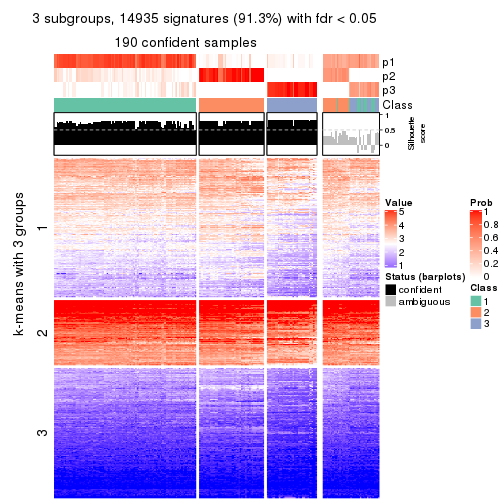 3 subgroups, 14935 signatures (91.3%) with fdr < 0.05
190 confident samples
p1
p2
p3
Class
1
0.5
0
Silhouette
score
k-means with 3 groups
1
2
3
Value
5
4
3
2
1
Status (barplots)
confident
ambiguous
Prob
1
0.8
0.6
0.4
0.2
0
Class
1
2
3